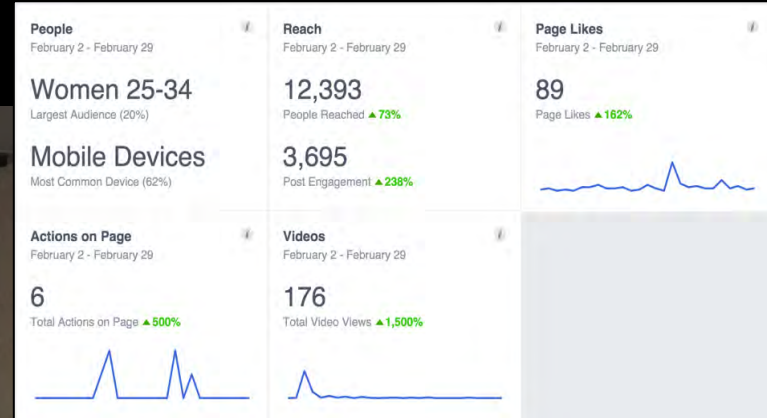 People
February 2 - February 29
Women 25-34
Largest Audience (20%)
Mobile Devices
Most Common Device (62%)
Reach
February 2 - February 29
12,393
People Reached ▲ 73%
3,695
Post Engagement ▲ 238%
Page Likes
February 2 - February 29
89
Page Likes ▲ 162%
Actions on Page
February 2 - February 29
6
Total Actions on Page ▲ 500%
Videos
February 2 - February 29
176
Total Video Views ▲ 1,500%